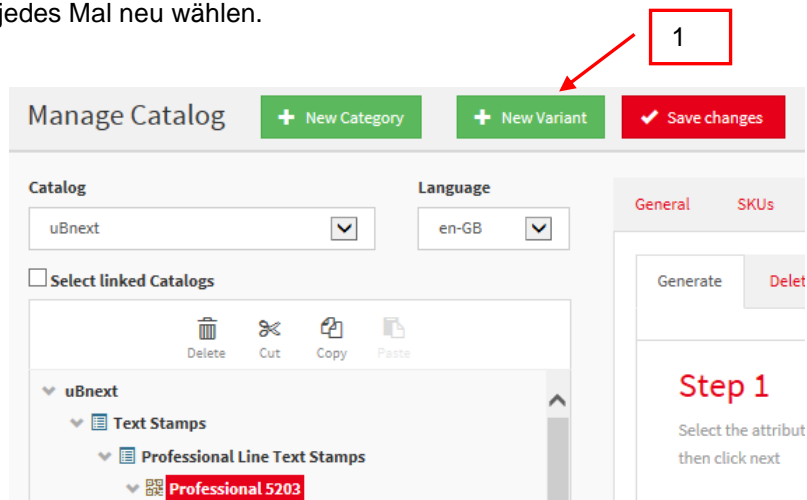 jedes Mal neu wählen.
1
Manage Catalog
New Category
New Variant
Save changes
Catalog
Language
uBnext
en-GB
General SKUs
Select linked Catalogs
Generate
Delete Cut Copy Paste
uBnext
Text Stamps
Professional Line Text Stamps
Professional 5203
Step 1
Select the attribut
then click next